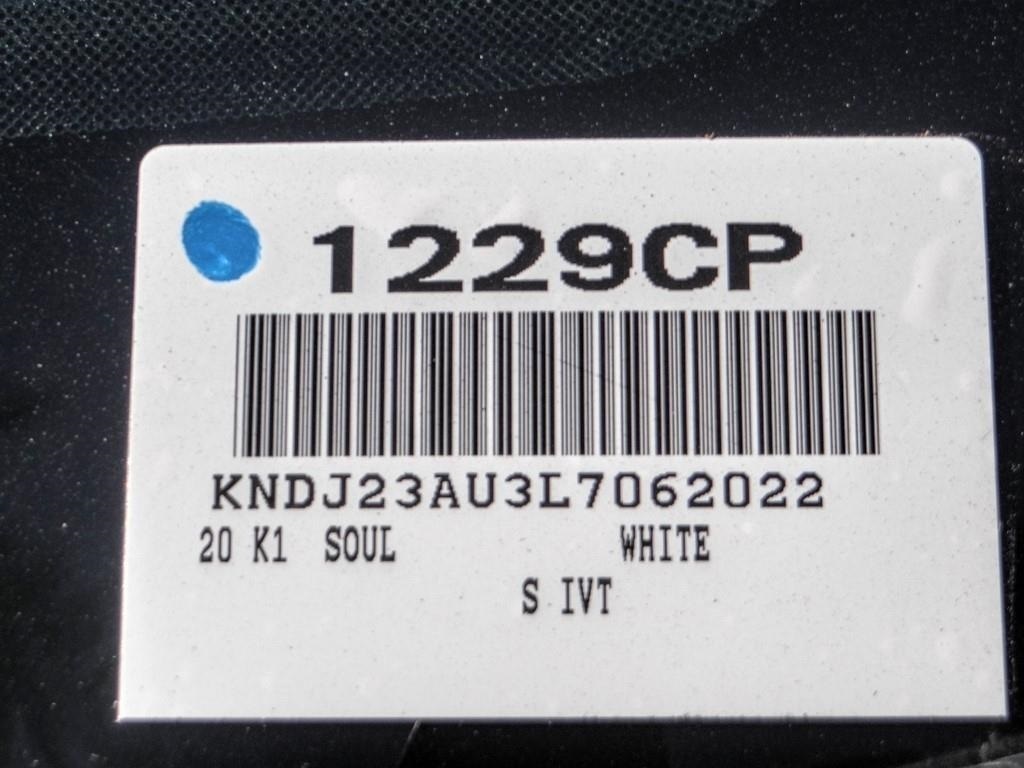 1229CP
KNDJ23AU3L7062022
20 K1 SOUL WHITE
S IVT